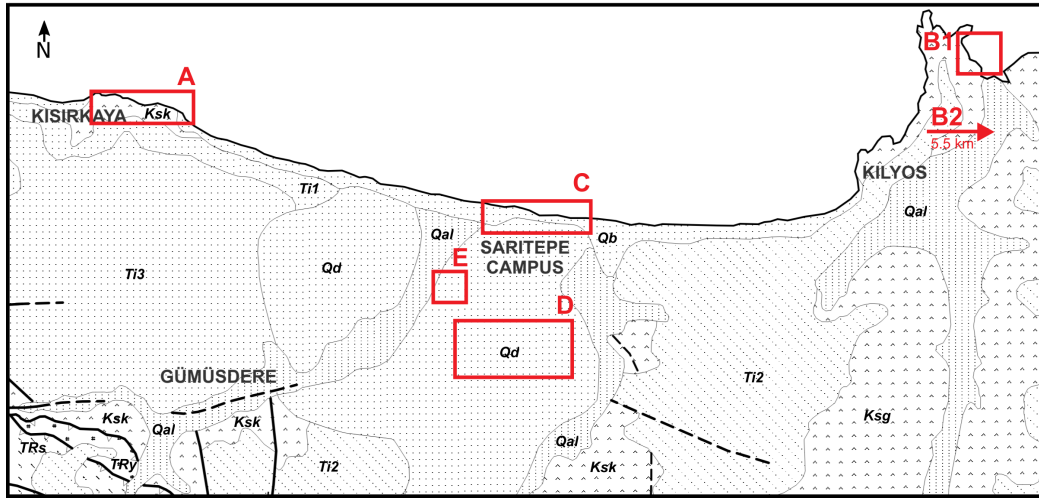 N
A
KISIRKAYA
Ksk
B1
B2
5.5 km
KILYOS
Ti1
C
Qal
Qb
Qal
SARITEPE
CAMPUS
E
Ti3
Qd
D
Qd
GÜMÜSDERE
Ti2
Ksk
Ksk
Ksg
Qal
Qal
TRs
TRy
Ti2
Ksk